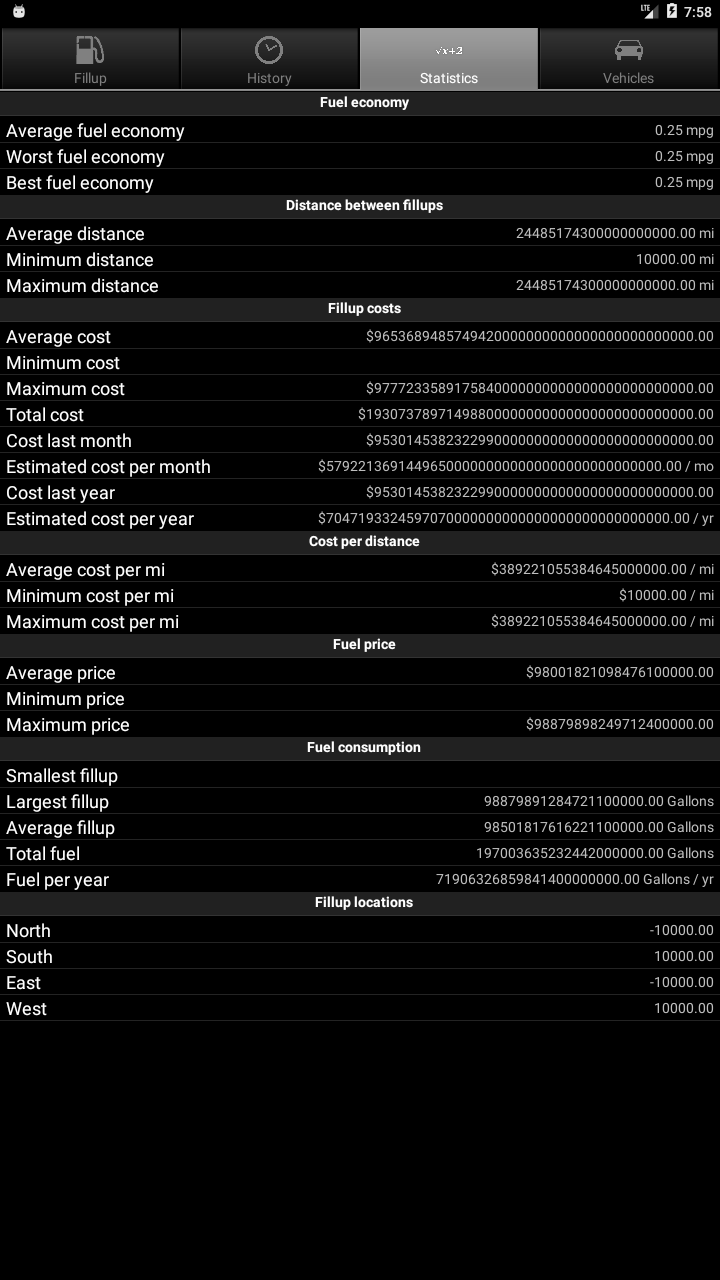 LTE 7:58
Fillup History √x+2 Statistics Vehicles
Fuel economy
Average fuel economy 0.25 mpg
Worst fuel economy 0.25 mpg
Best fuel economy 0.25 mpg
Distance between fillups
Average distance 24485174300000000000.00 mi
Minimum distance 10000.00 mi
Maximum distance 24485174300000000000.00 mi
Fillup costs
Average cost $965368948574942000000000000000000000000000.00
Minimum cost
Maximum cost $977723358917584000000000000000000000000000.00
Total cost $1930737897149880000000000000000000000000000.00
Cost last month $953014538232299000000000000000000000000000.00
Estimated cost per month $57922136914496500000000000000000000000000000.00 / mo
Cost last year $953014538232299000000000000000000000000000.00
Estimated cost per year $704719332459707000000000000000000000000000000.00 / yr
Cost per distance
Average cost per mi $389221055384645000000.00 / mi
Minimum cost per mi $10000.00 / mi
Maximum cost per mi $389221055384645000000.00 / mi
Fuel price
Average price $98001821098476100000.00
Minimum price
Maximum price $98879898249712400000.00
Fuel consumption
Smallest fillup
Largest fillup 98879891284721100000.00 Gallons
Average fillup 98501817616221100000.00 Gallons
Total fuel 197003635232442000000.00 Gallons
Fuel per year 71906326859841400000000.00 Gallons / yr
Fillup locations
North -10000.00
South 10000.00
East -10000.00
West 10000.00